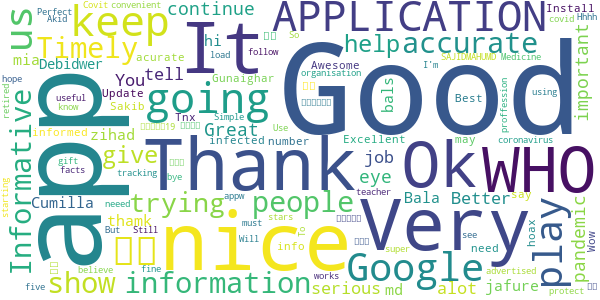 Perfect
Covit
convenient
Akid
us
keep
continue
It
APPLICATION
Install
covid
Hhhh
hi
load
follow
So
Timely
mia
tell
acurate
Awesome
help
accurate
SAJIDMAHUMD
Medicine
important
Debidwer
You
Gunaighar
organisation
I'm
app
useful
know
Update
Sakib
Tnx
going
Good
Best
using
hope
retired
Informative
informed
zihad
19
Simple
Use
bals
proffession
coronavirus
Great
infected
number
Excellent
may
gift
facts
give
Thank
Ok
WHO
tracking
bye
job
eye
Cumilla
But
Still
trying
thamk
neeed
appw
people
teacher
Very
Bala
Better
say
hoax
play
pandemic
starting
nice
must
Will
stars
To
info
see
need
Wow
five
show
believe
fine
information
works
super
Google
serious
md
alot
advertised
jafure
protect